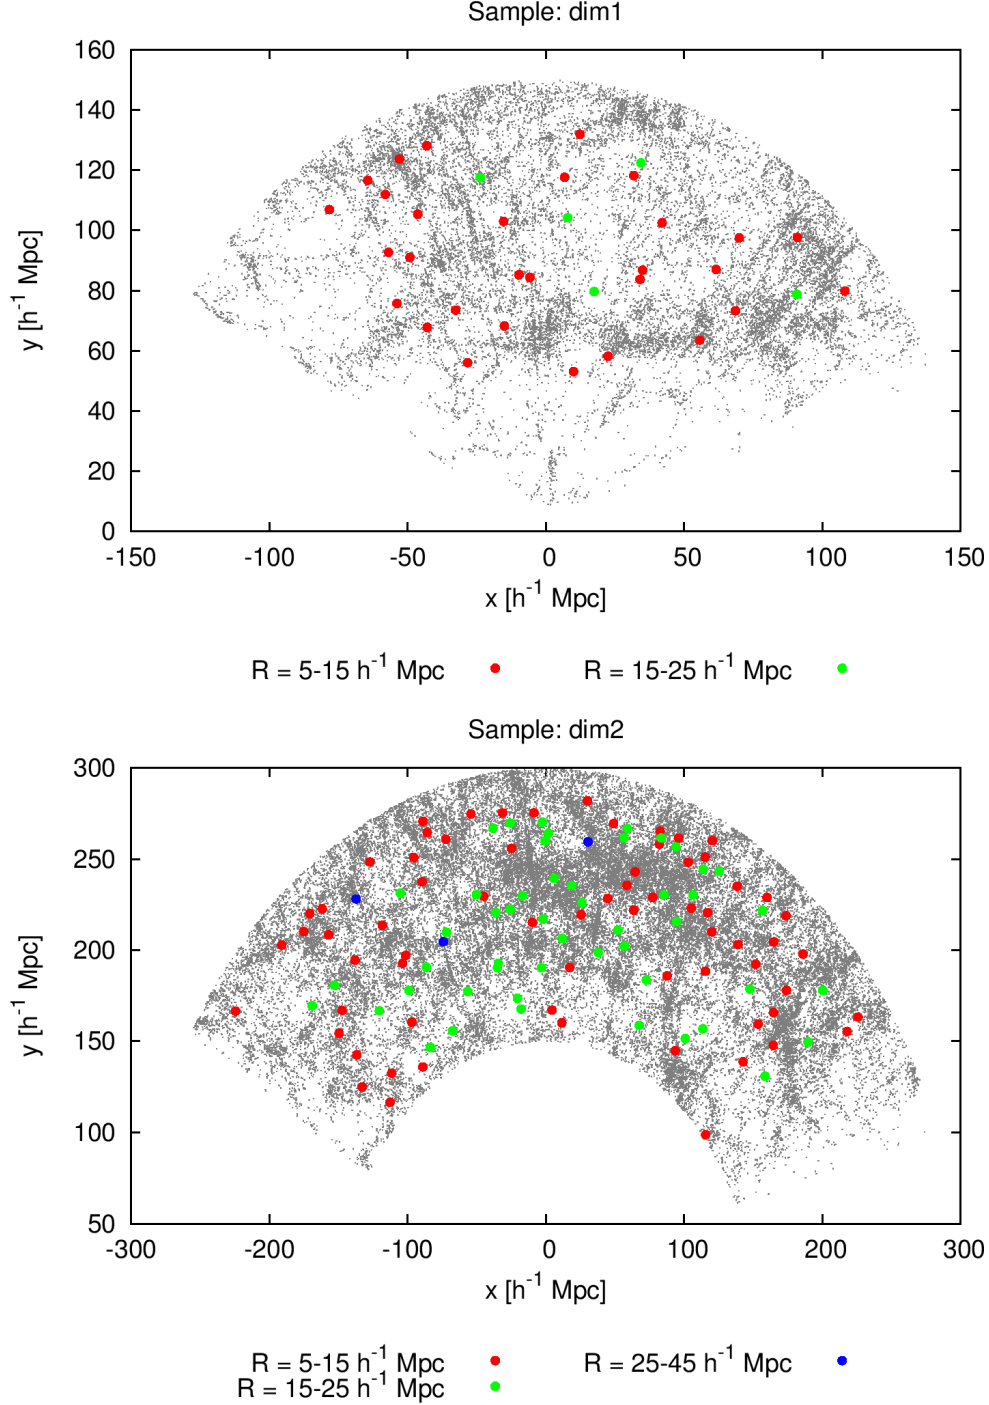 Sample: dim1
160
140
120
100
80
60
40
20
0
y [h⁻¹ Mpc]
-150 -100 -50 0 50 100 150
x [h⁻¹ Mpc]
R = 5-15 h⁻¹ Mpc R = 15-25 h⁻¹ Mpc
Sample: dim2
300
250
200
150
100
50
y [h⁻¹ Mpc]
-300 -200 -100 0 100 200 300
x [h⁻¹ Mpc]
R = 5-15 h⁻¹ Mpc R = 25-45 h⁻¹ Mpc
R = 15-25 h⁻¹ Mpc